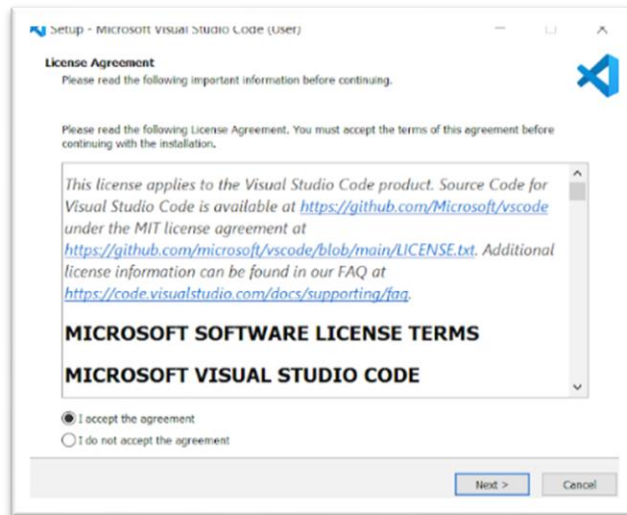 Setup - Microsoft Visual Studio Code (User)
License Agreement
Please read the following important information before continuing.
Please read the following License Agreement. You must accept the terms of this agreement before
continuing with the installation.
This license applies to the Visual Studio Code product. Source Code for
Visual Studio Code is available at https://github.com/Microsoft/vscode
under the MIT license agreement at
https://github.com/microsoft/vscode/blob/main/LICENSE.txt. Additional
license information can be found in our FAQ at
https://code.visualstudio.com/docs/supporting/faq.
MICROSOFT SOFTWARE LICENSE TERMS
MICROSOFT VISUAL STUDIO CODE
I accept the agreement
I do not accept the agreement
Next >
Cancel